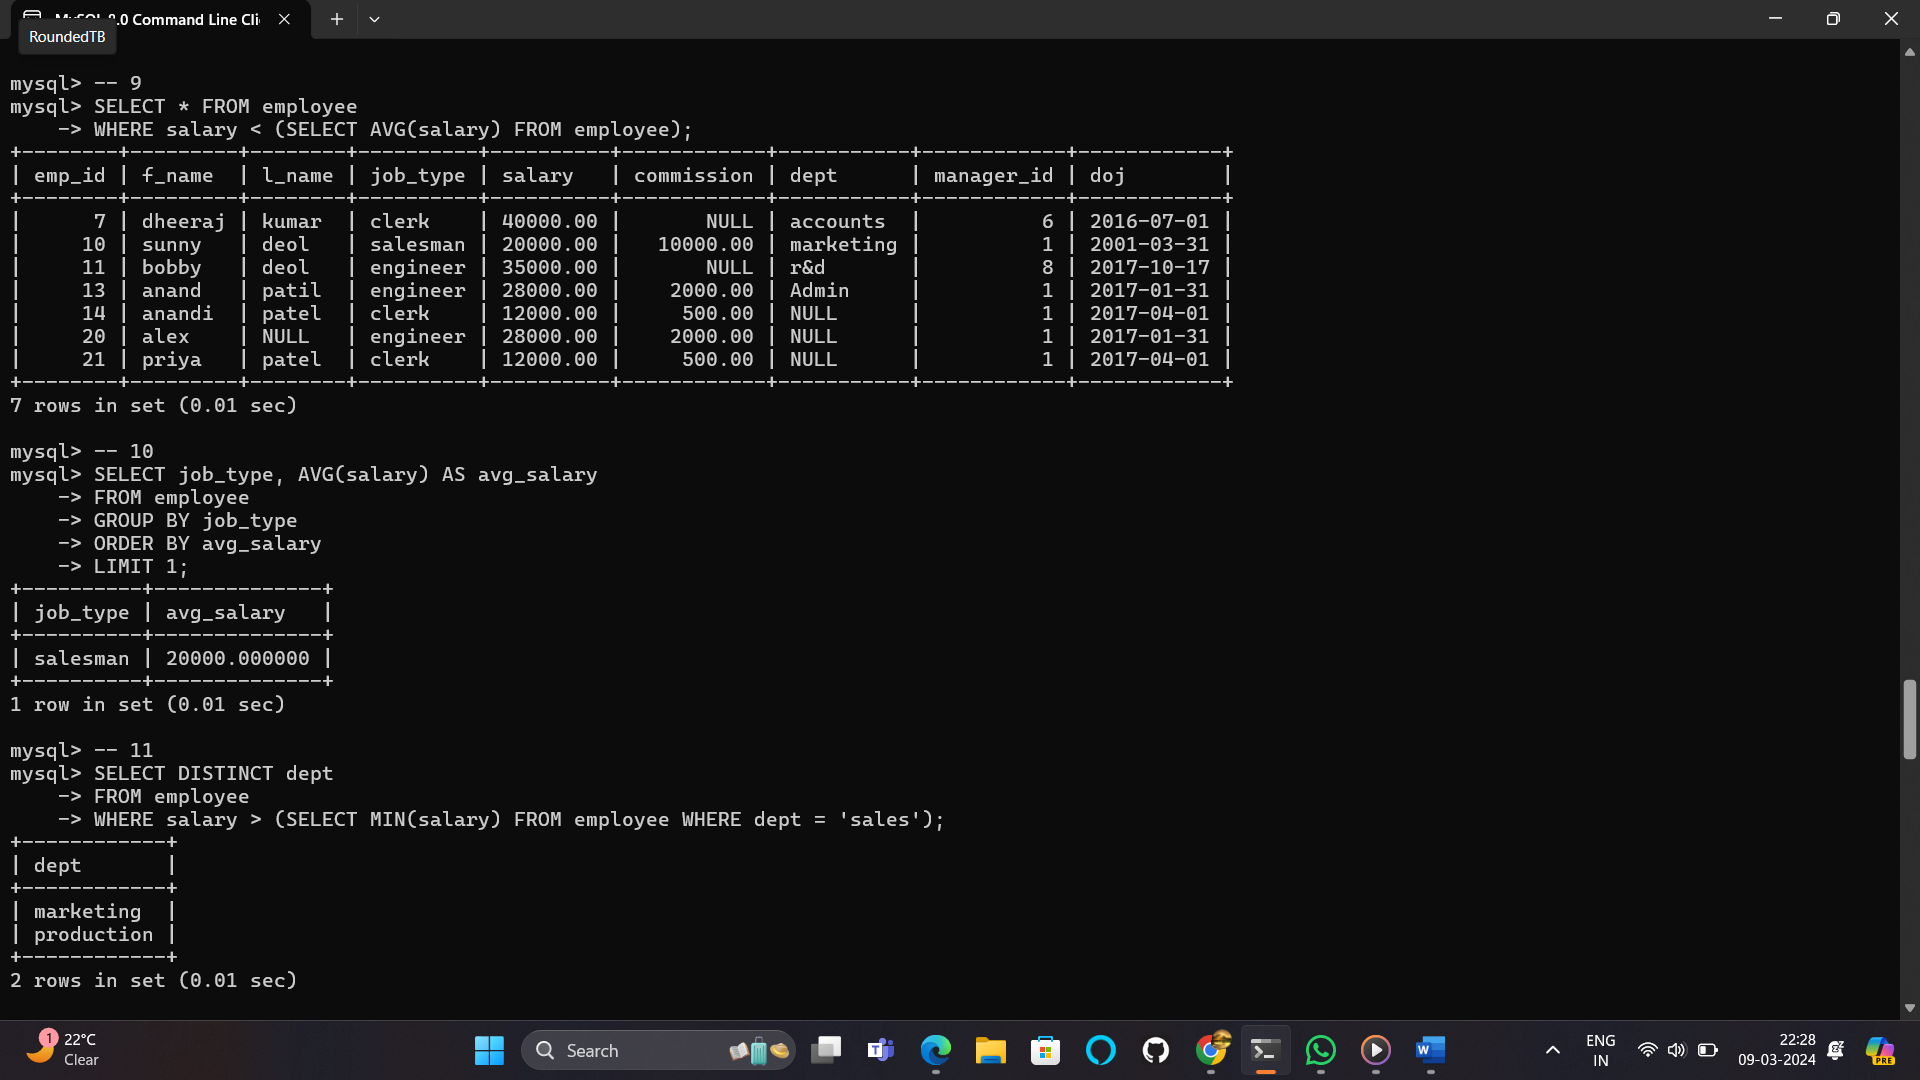 MySQL 8.0 Command Line Cli
RoundedTB
mysql> -- 9
mysql> SELECT * FROM employee
    -> WHERE salary < (SELECT AVG(salary) FROM employee);
+--------+---------+--------+-----------+----------+------------+-----------+------------+------------+
| emp_id | f_name  | l_name | job_type | salary   | commission | dept      | manager_id | doj        |
+--------+---------+--------+-----------+----------+------------+-----------+------------+------------+
|      7 | dheeraj | kumar  | clerk    | 40000.00 |       NULL | accounts  |          6 | 2016-07-01 |
|     10 | sunny   | deol   | salesman | 20000.00 |   10000.00 | marketing |          1 | 2001-03-31 |
|     11 | bobby   | deol   | engineer | 35000.00 |       NULL | r&d       |          8 | 2017-10-17 |
|     13 | anand   | patil  | engineer | 28000.00 |    2000.00 | Admin     |          1 | 2017-01-31 |
|     14 | anandi  | patel  | clerk    | 12000.00 |     500.00 | NULL      |          1 | 2017-04-01 |
|     20 | alex    | NULL   | engineer | 28000.00 |    2000.00 | NULL      |          1 | 2017-01-31 |
|     21 | priya   | patel  | clerk    | 12000.00 |     500.00 | NULL      |          1 | 2017-04-01 |
+--------+---------+--------+-----------+----------+------------+-----------+------------+------------+
7 rows in set (0.01 sec)
mysql> -- 10
mysql> SELECT job_type, AVG(salary) AS avg_salary
    -> FROM employee
    -> GROUP BY job_type
    -> ORDER BY avg_salary
    -> LIMIT 1;
+----------+--------------+
| job_type | avg_salary   |
+----------+--------------+
| salesman | 20000.000000 |
+----------+--------------+
1 row in set (0.01 sec)
mysql> -- 11
mysql> SELECT DISTINCT dept
    -> FROM employee
    -> WHERE salary > (SELECT MIN(salary) FROM employee WHERE dept = 'sales');
+------------+
| dept       |
+------------+
| marketing  |
| production |
+------------+
2 rows in set (0.01 sec)
1
22°C
Clear
Search
ENG
IN
22:28
09-03-2024
PRE